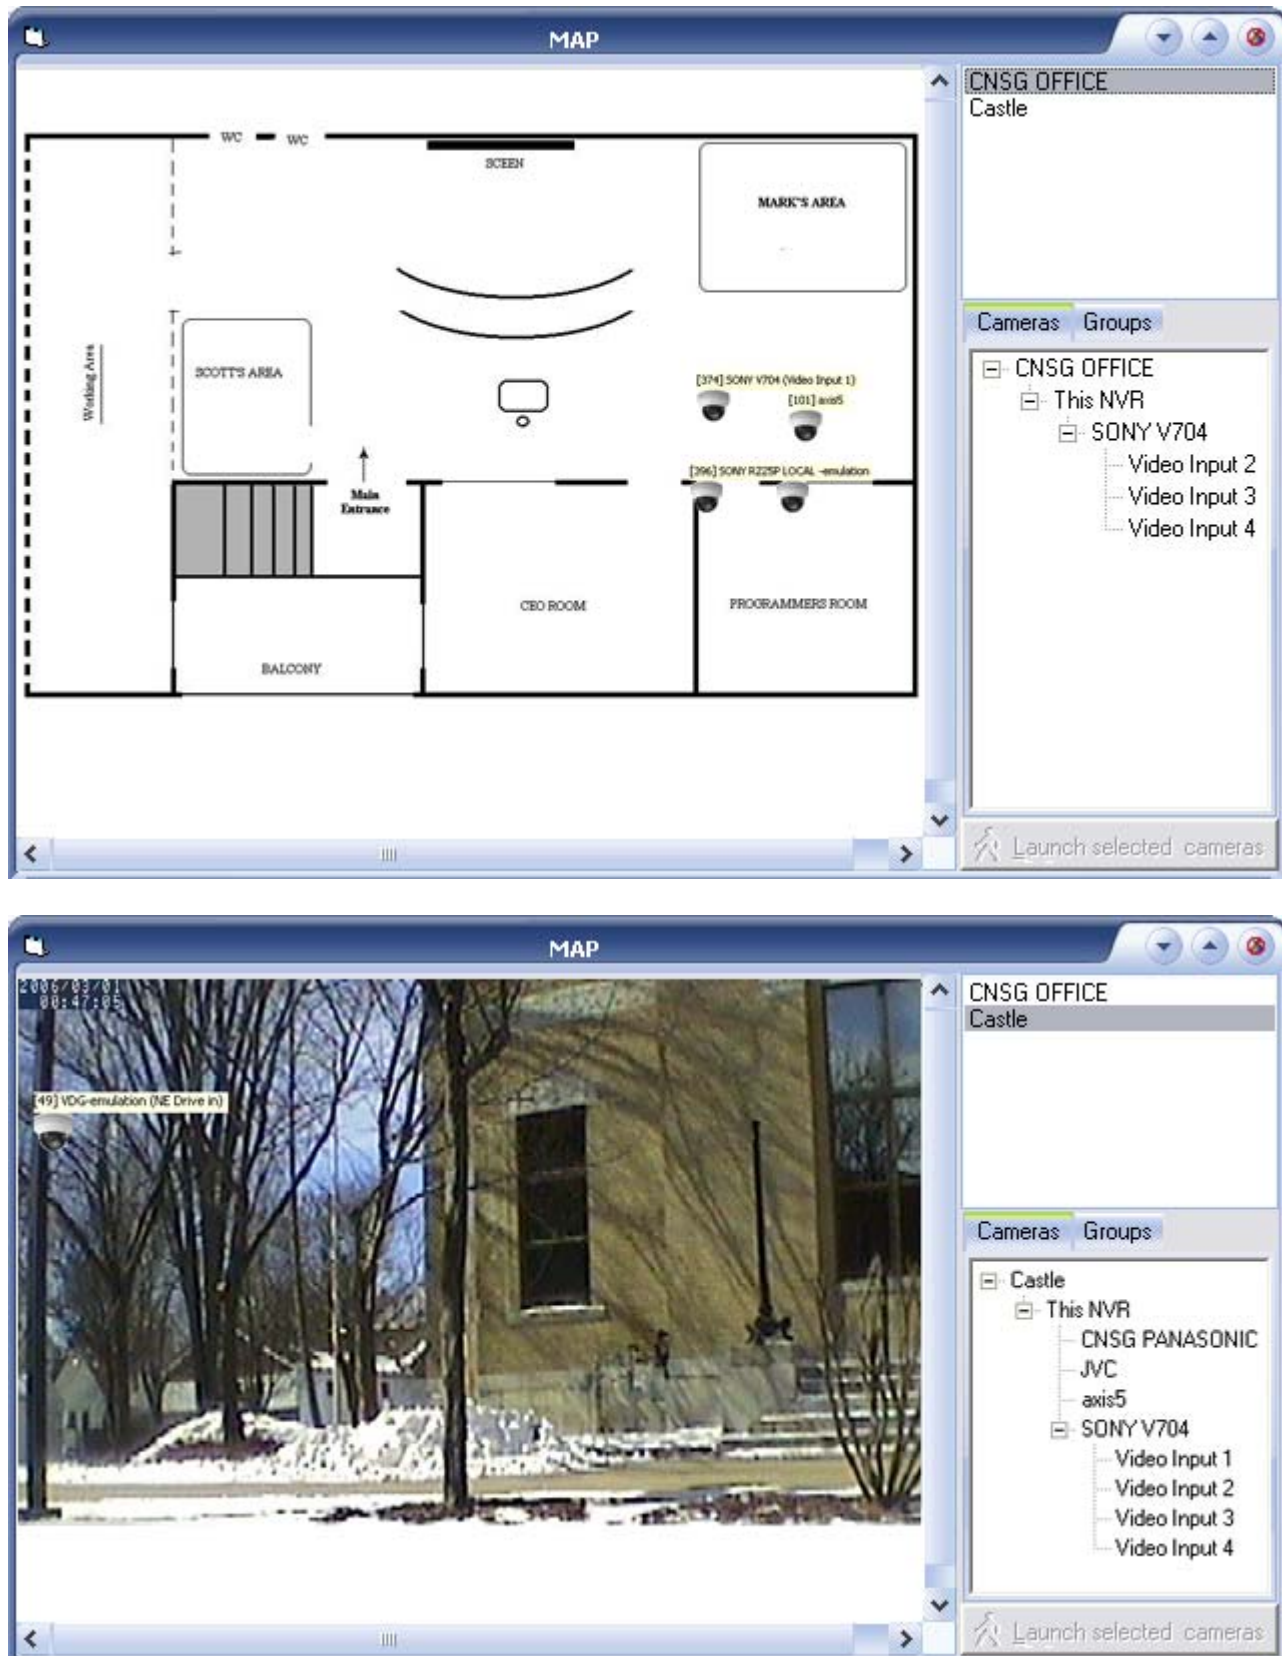 MAP
CNSG OFFICE
Castle
WC WC
SCEEN
MARK"S AREA
Cameras Groups
CNSG OFFICE
This NVR
SONY V704
Video Input 2
Video Input 3
Video Input 4
Working Area
SCOTT'S AREA
[374] SONY V704 (Video Input 1)
[101] axis5
[396] SONY RZ25P LOCAL -emulation
Main
Entrance
CEO ROOM
PROGRAMMERS ROOM
BALCONY
Launch selected cameras
MAP
2006/03/01
00:47:05
CNSG OFFICE
Castle
[49] VDG-emulation (NE Drive in)
Cameras Groups
Castle
This NVR
CNSG PANASONIC
JVC
axis5
SONY V704
Video Input 1
Video Input 2
Video Input 3
Video Input 4
Launch selected cameras